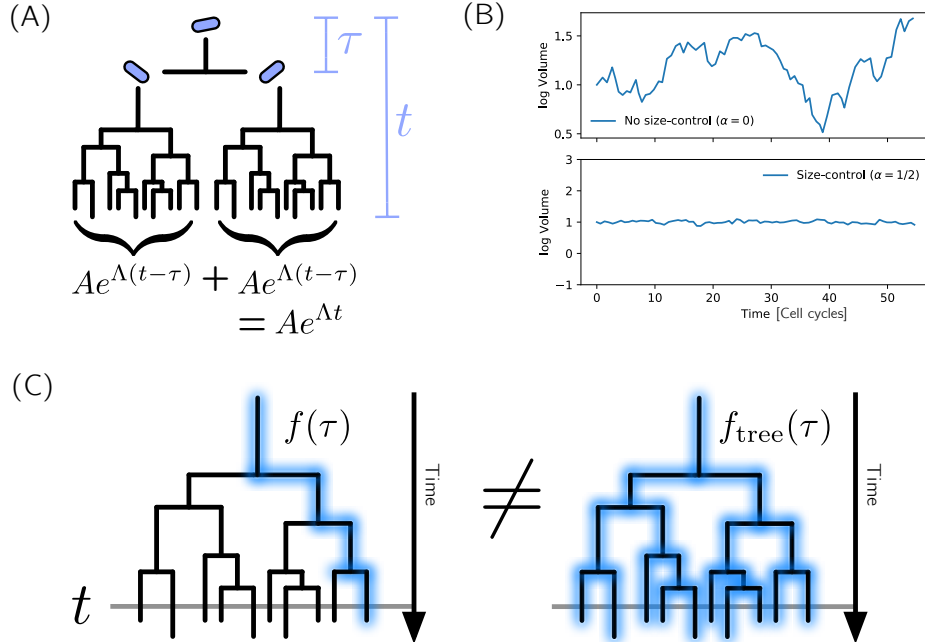 (A)
τ
t
Ae^{Λ(t−τ)} + Ae^{Λ(t−τ)}
= Ae^{Λt}
(B)
log Volume
1.5
1.0
0.5
No size-control (α = 0)
log Volume
3
2
1
0
−1
Size-control (α = 1/2)
0
10
20
30
40
50
Time [Cell cycles]
(C)
f(τ)
Time
t
≠
f_{tree}(τ)
Time